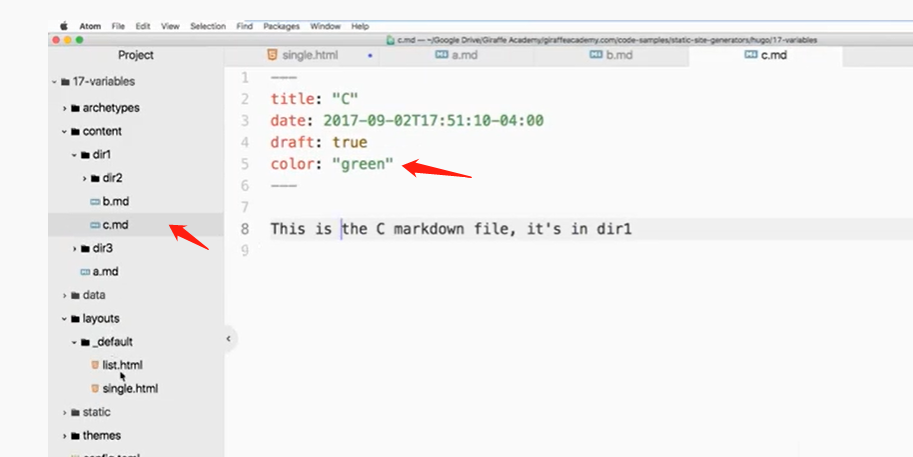 Atom File Edit View Selection Find Packages Window Help
c.md — ~/Google Drive/Giraffe Academy/giraffeacademy.com/code-samples/static-site-generators/hugo/17-variables
Project
single.html a.md b.md c.md
17-variables
archetypes
content
dir1
dir2
b.md
c.md
dir3
a.md
data
layouts
_default
list.html
single.html
static
themes
config.toml
1 ---
2 title: "C"
3 date: 2017-09-02T17:51:10-04:00
4 draft: true
5 color: "green"
6 ---
7
8 This is the C markdown file, it's in dir1
9